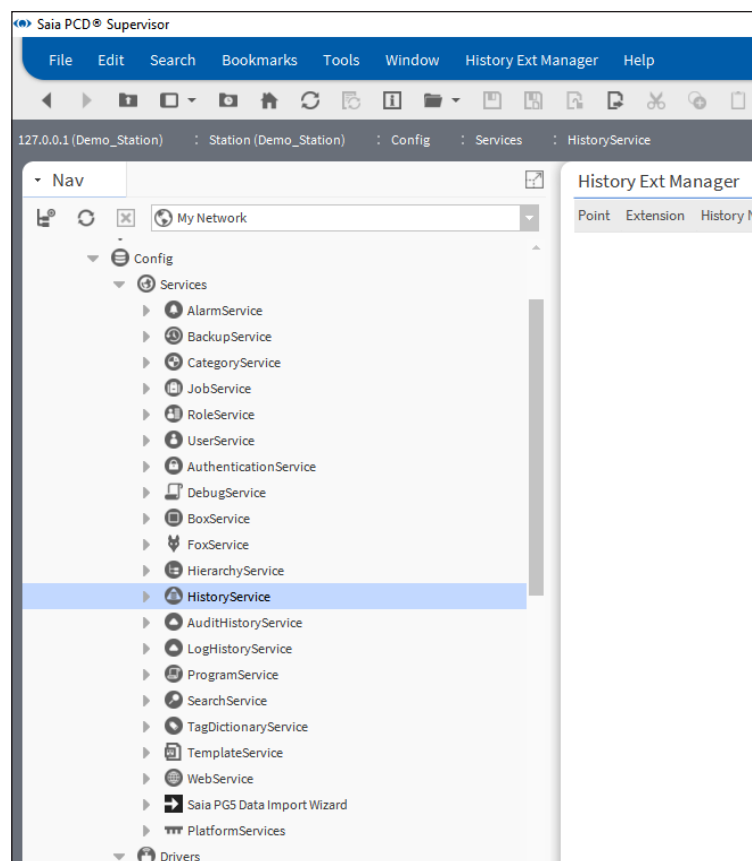 Saia PCD® Supervisor
File Edit Search Bookmarks Tools Window History Ext Manager Help
127.0.0.1 (Demo_Station) : Station (Demo_Station) : Config : Services : HistoryService
Nav
History Ext Manager
My Network
Point Extension History
Config
Services
AlarmService
BackupService
CategoryService
JobService
RoleService
UserService
AuthenticationService
DebugService
BoxService
FoxService
HierarchyService
HistoryService
AuditHistoryService
LogHistoryService
ProgramService
SearchService
TagDictionaryService
TemplateService
WebService
Saia PG5 Data Import Wizard
PlatformServices
Drivers